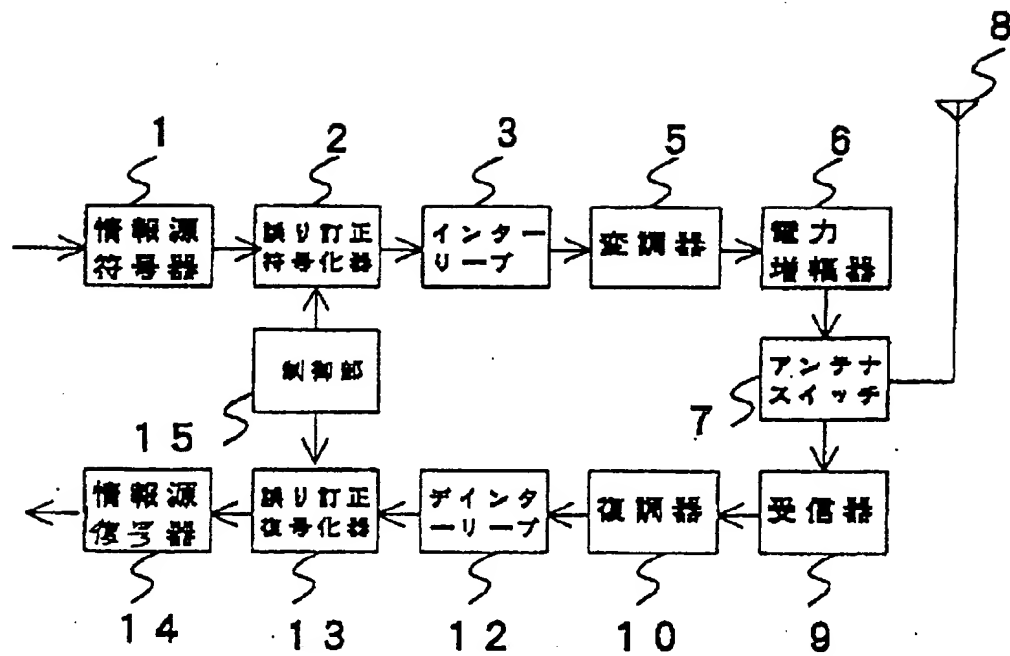 8
1
2
3
5
6
情報源
符号器
誤り訂正
符号化器
インター
リーブ
変調器
電力
増幅器
制御部
アンテナ
スイッチ
15
7
情報源
復号器
誤り訂正
復号化器
デインタ
ーリーブ
復調器
受信器
14
13
12
10
9